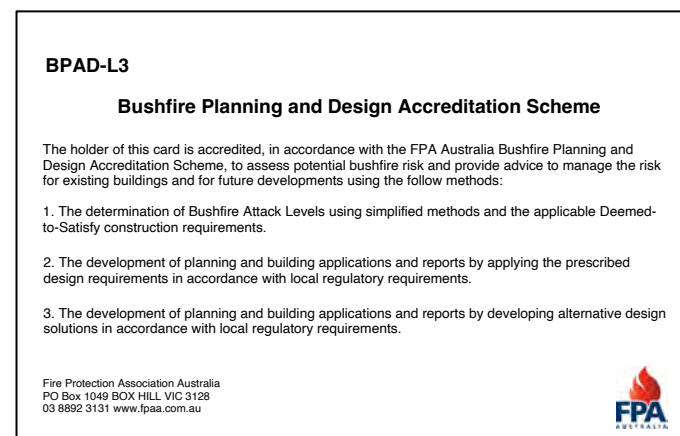 BPAD-L3
Bushfire Planning and Design Accreditation Scheme
The holder of this card is accredited, in accordance with the FPA Australia Bushfire Planning and
Design Accreditation Scheme, to assess potential bushfire risk and provide advice to manage the risk
for existing buildings and for future developments using the follow methods:
1. The determination of Bushfire Attack Levels using simplified methods and the applicable Deemed-
to-Satisfy construction requirements.
2. The development of planning and building applications and reports by applying the prescribed
design requirements in accordance with local regulatory requirements.
3. The development of planning and building applications and reports by developing alternative design
solutions in accordance with local regulatory requirements.
Fire Protection Association Australia
PO Box 1049 BOX HILL VIC 3128
03 8892 3131 www.fpaa.com.au
FPA
AUSTRALIA